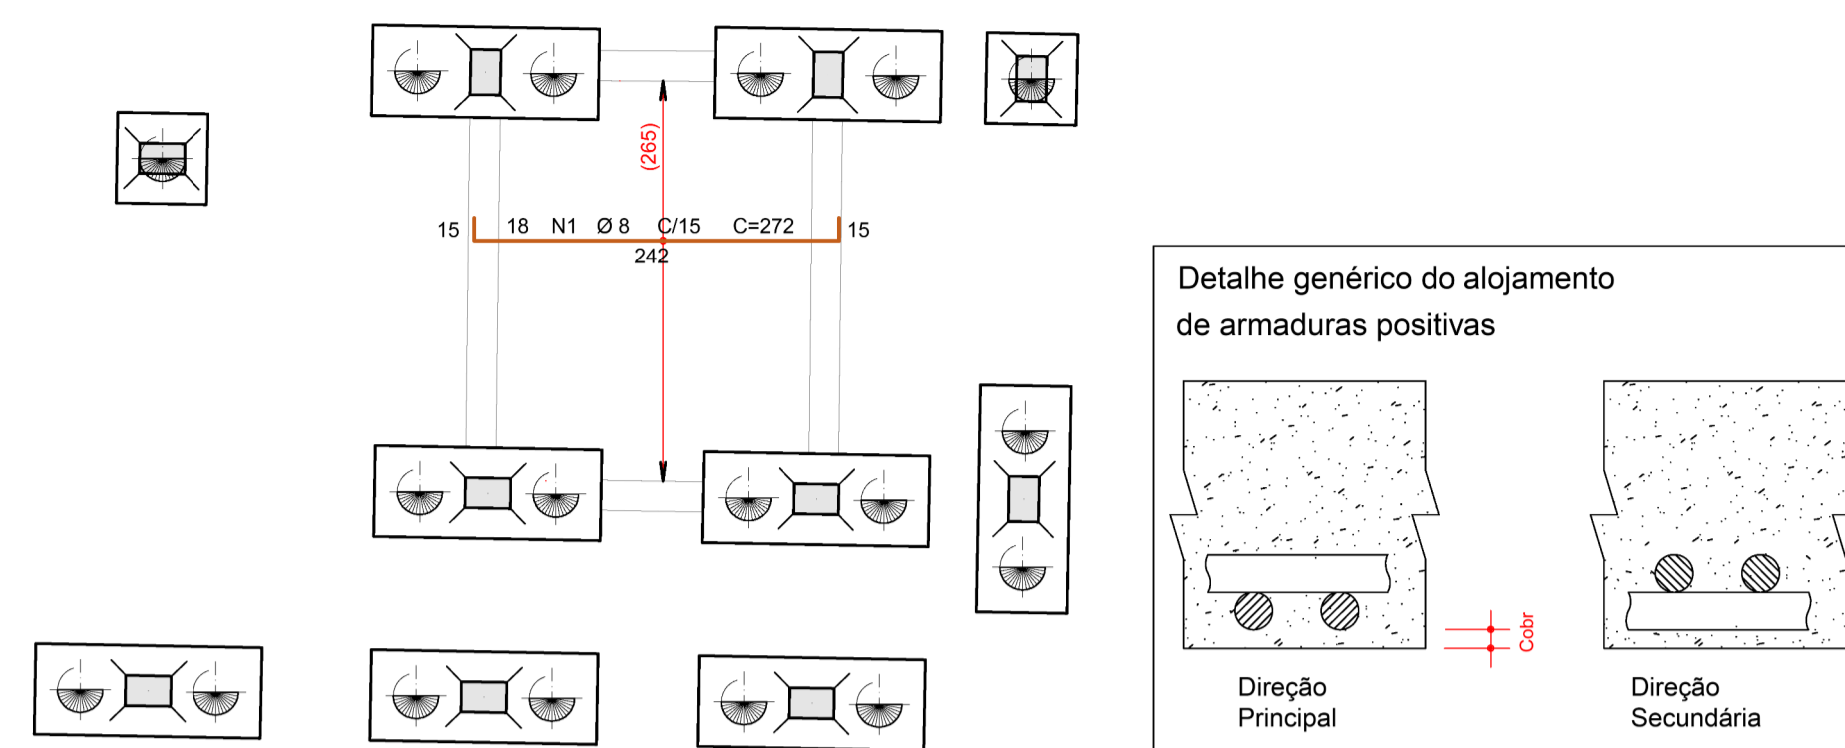 (265)
15
18 N1 Ø 8 C/15 C=272
15
242
Detalhe genérico do alojamento
de armaduras positivas
Cobr
Direção
Principal
Direção
Secundária